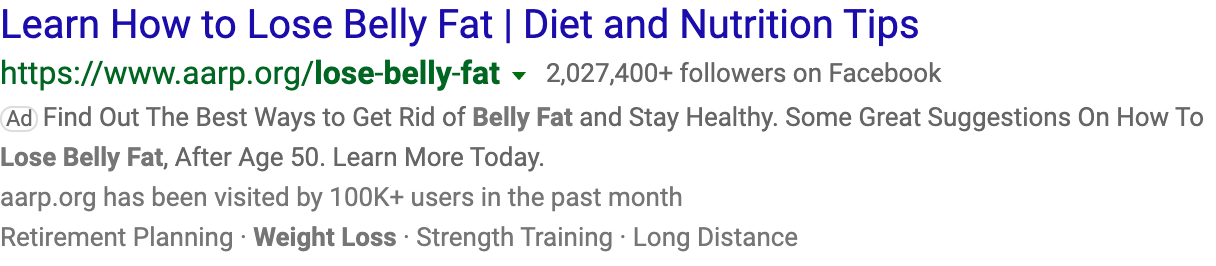 Learn How to Lose Belly Fat | Diet and Nutrition Tips
https://www.aarp.org/lose-belly-fat 2,027,400+ followers on Facebook
Ad Find Out The Best Ways to Get Rid of Belly Fat and Stay Healthy. Some Great Suggestions On How To
Lose Belly Fat, After Age 50. Learn More Today.
aarp.org has been visited by 100K+ users in the past month
Retirement Planning · Weight Loss · Strength Training · Long Distance